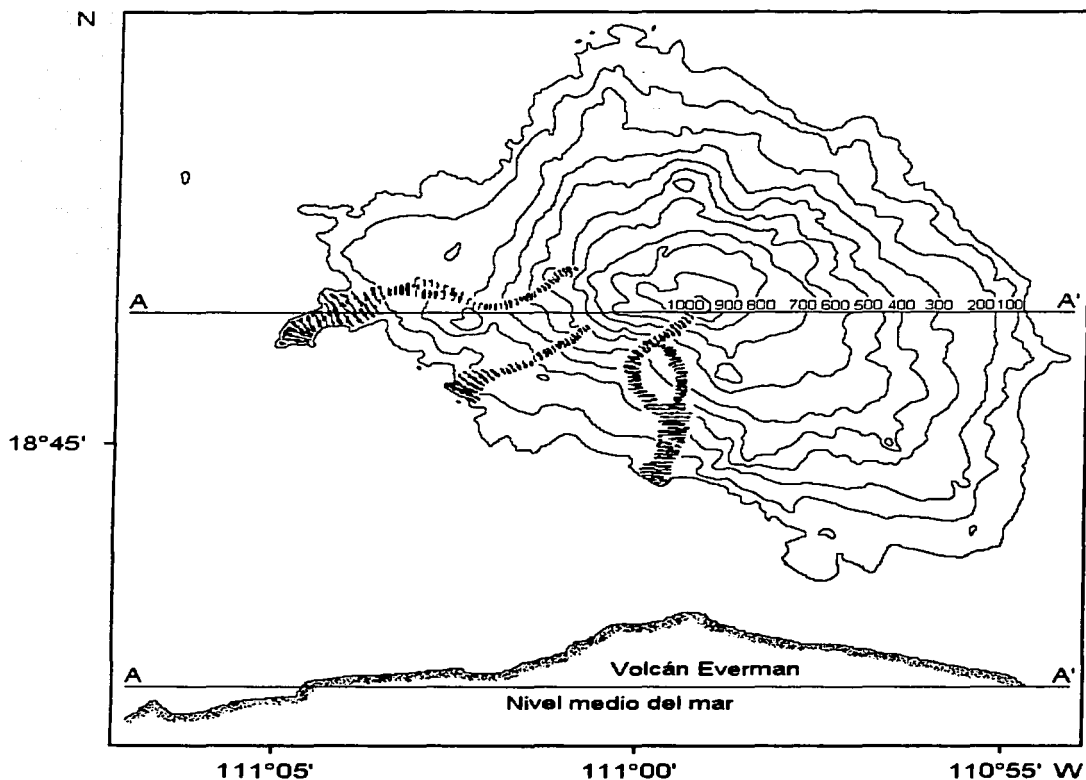 N
A 1000 900 800 700 600 500 400 300 200 100 A'
18°45'
Volcán Everman
A A'
Nivel medio del mar
111°05' 111°00' 110°55' W